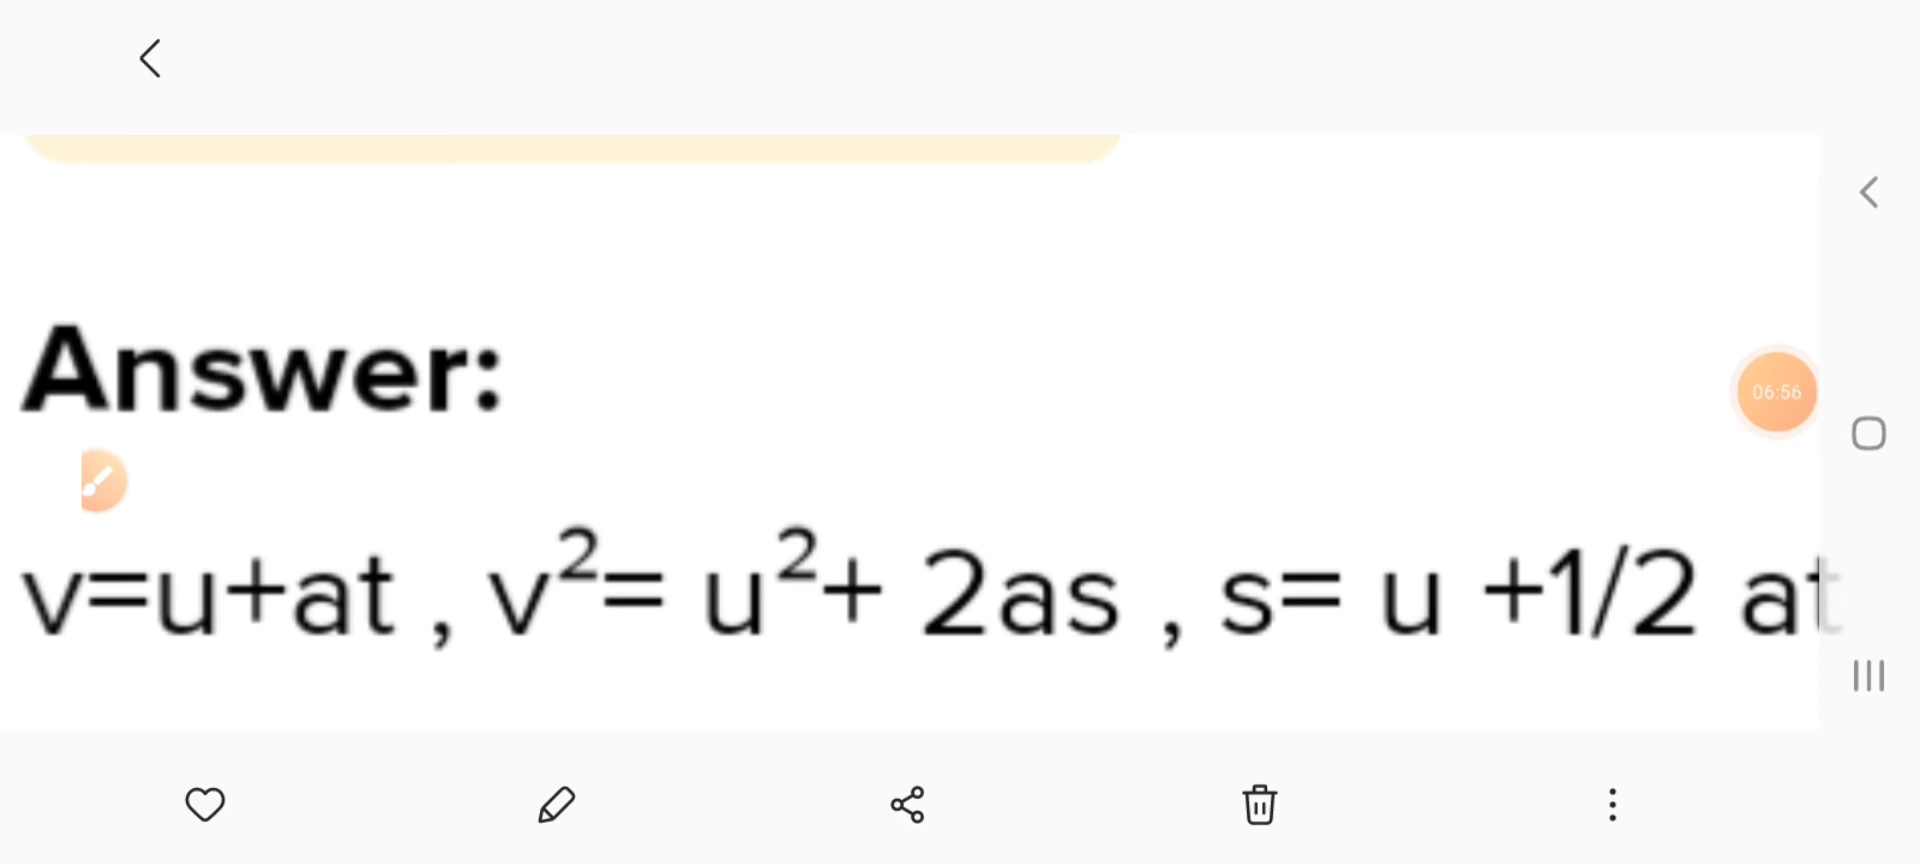 Answer:
06:56
v=u+at , v²= u²+ 2as , s= u +1/2 at